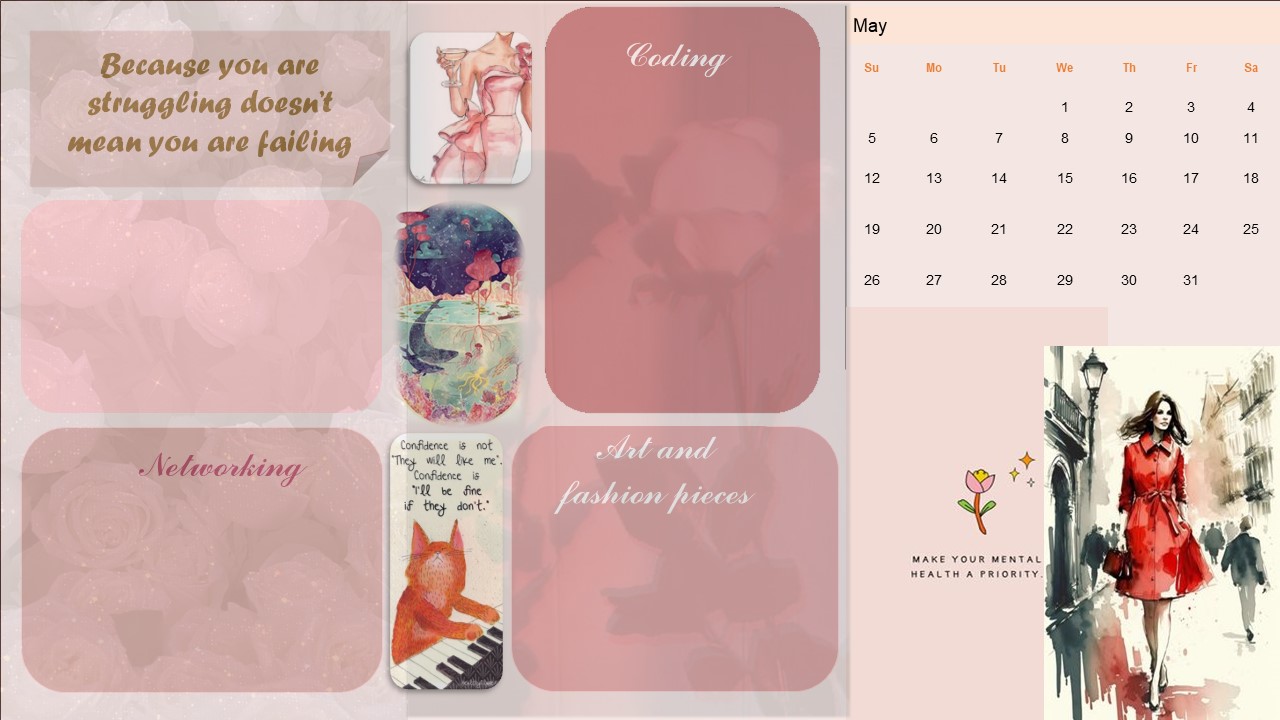 Because you are
struggling doesn't
mean you are failing
Coding
Networking
Confidence is not
"They will like me".
Confidence is
"I'll be fine
if they don't."
Art and
fashion pieces
May
Su Mo Tu We Th Fr Sa
1 2 3 4
5 6 7 8 9 10 11
12 13 14 15 16 17 18
19 20 21 22 23 24 25
26 27 28 29 30 31
MAKE YOUR MENTAL
HEALTH A PRIORITY.